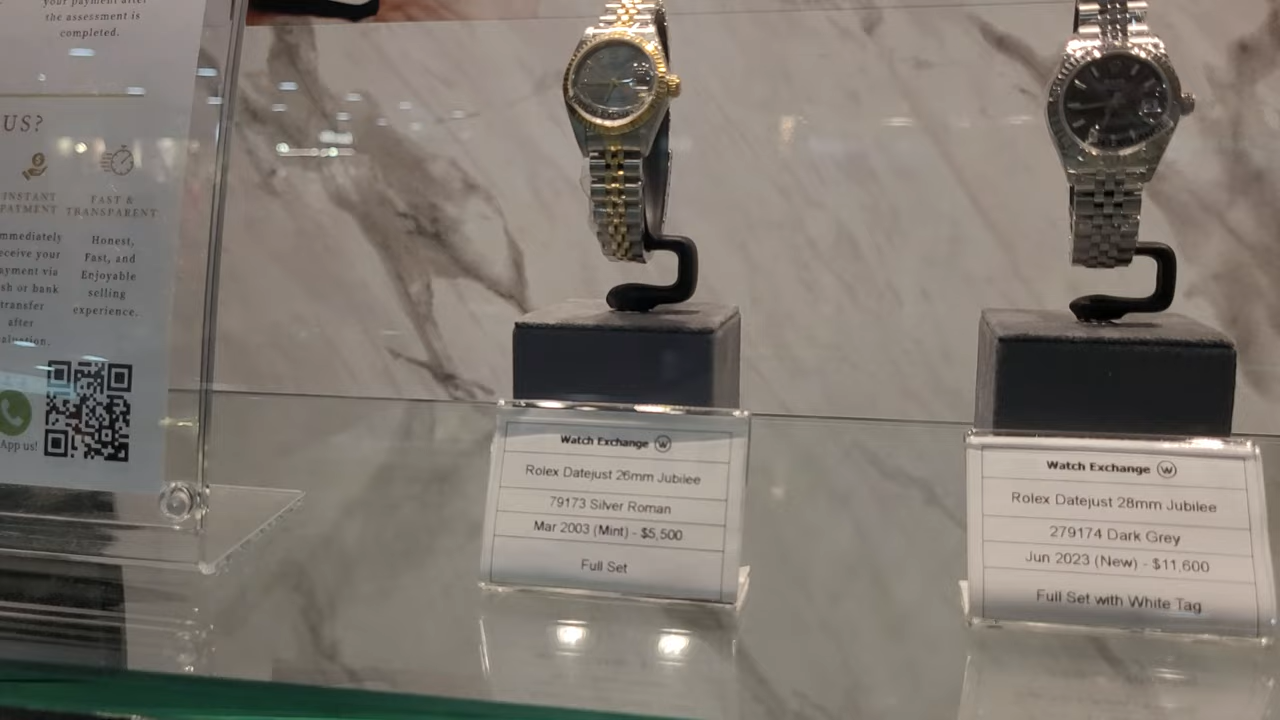 your payment after
the assessment is
completed.
US?
INSTANT
PAYMENT
FAST &
TRANSPARENT
mmediately
eceive your
ayment via
sh or bank
transfer
after
Honest,
Fast, and
Enjoyable
selling
experience.
App us!
Watch Exchange W
Rolex Datejust 26mm Jubilee
79173 Silver Roman
Mar 2003 (Mint) - $5,500
Full Set
Watch Exchange W
Rolex Datejust 28mm Jubilee
279174 Dark Grey
Jun 2023 (New) - $11,600
Full Set with White Tag